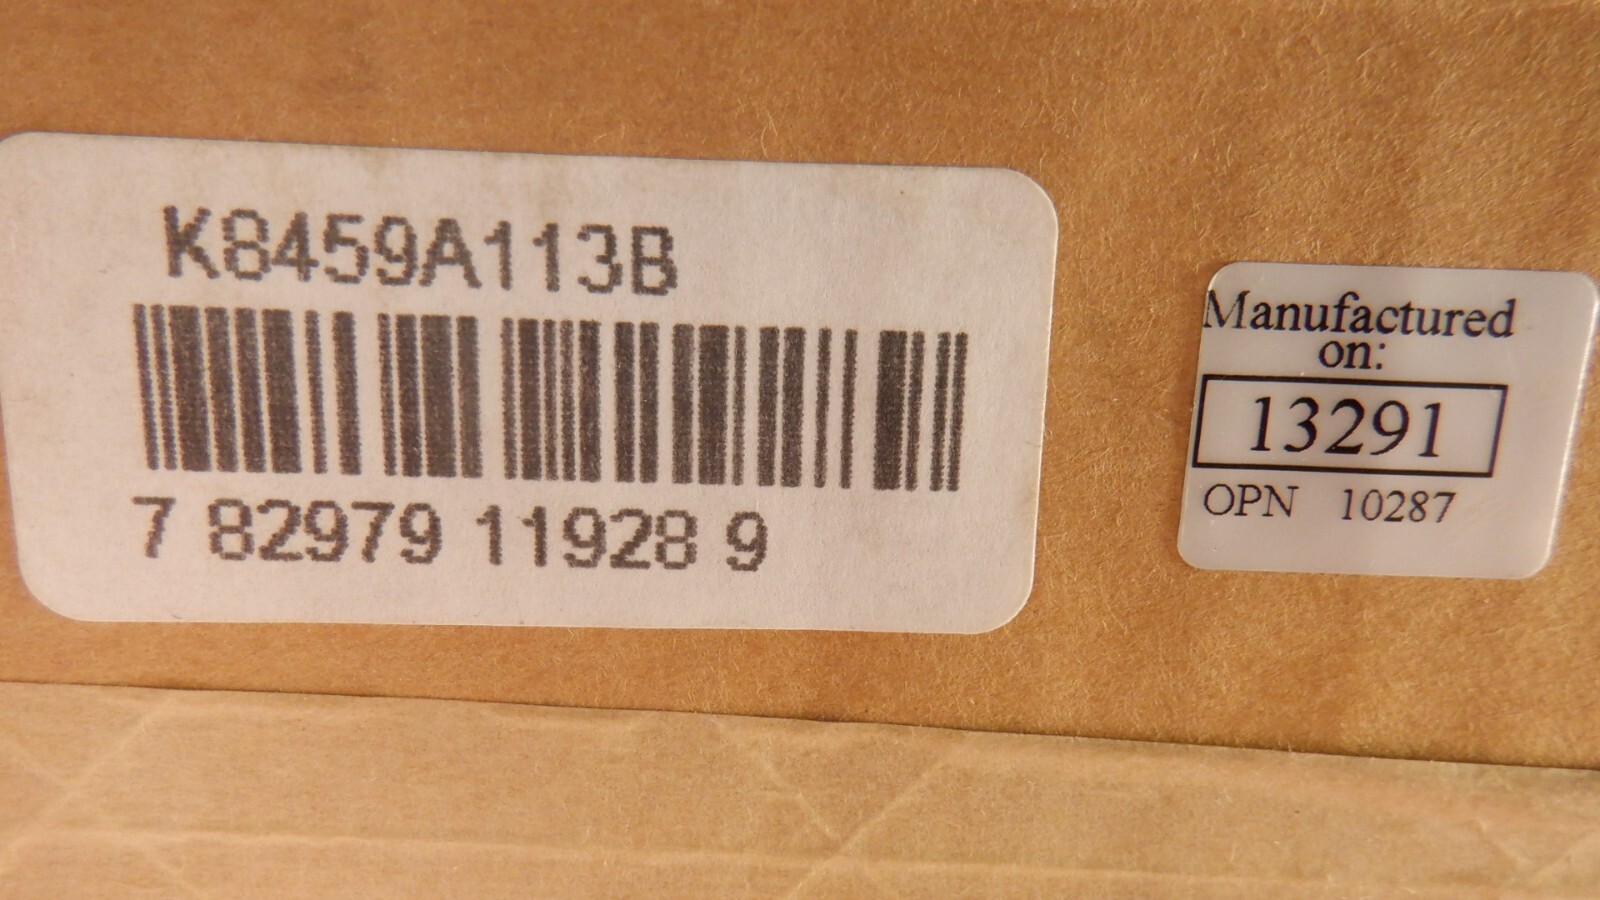 K8459A113B
7 82979 11928 9
Manufactured
on:
13291
OPN 10287